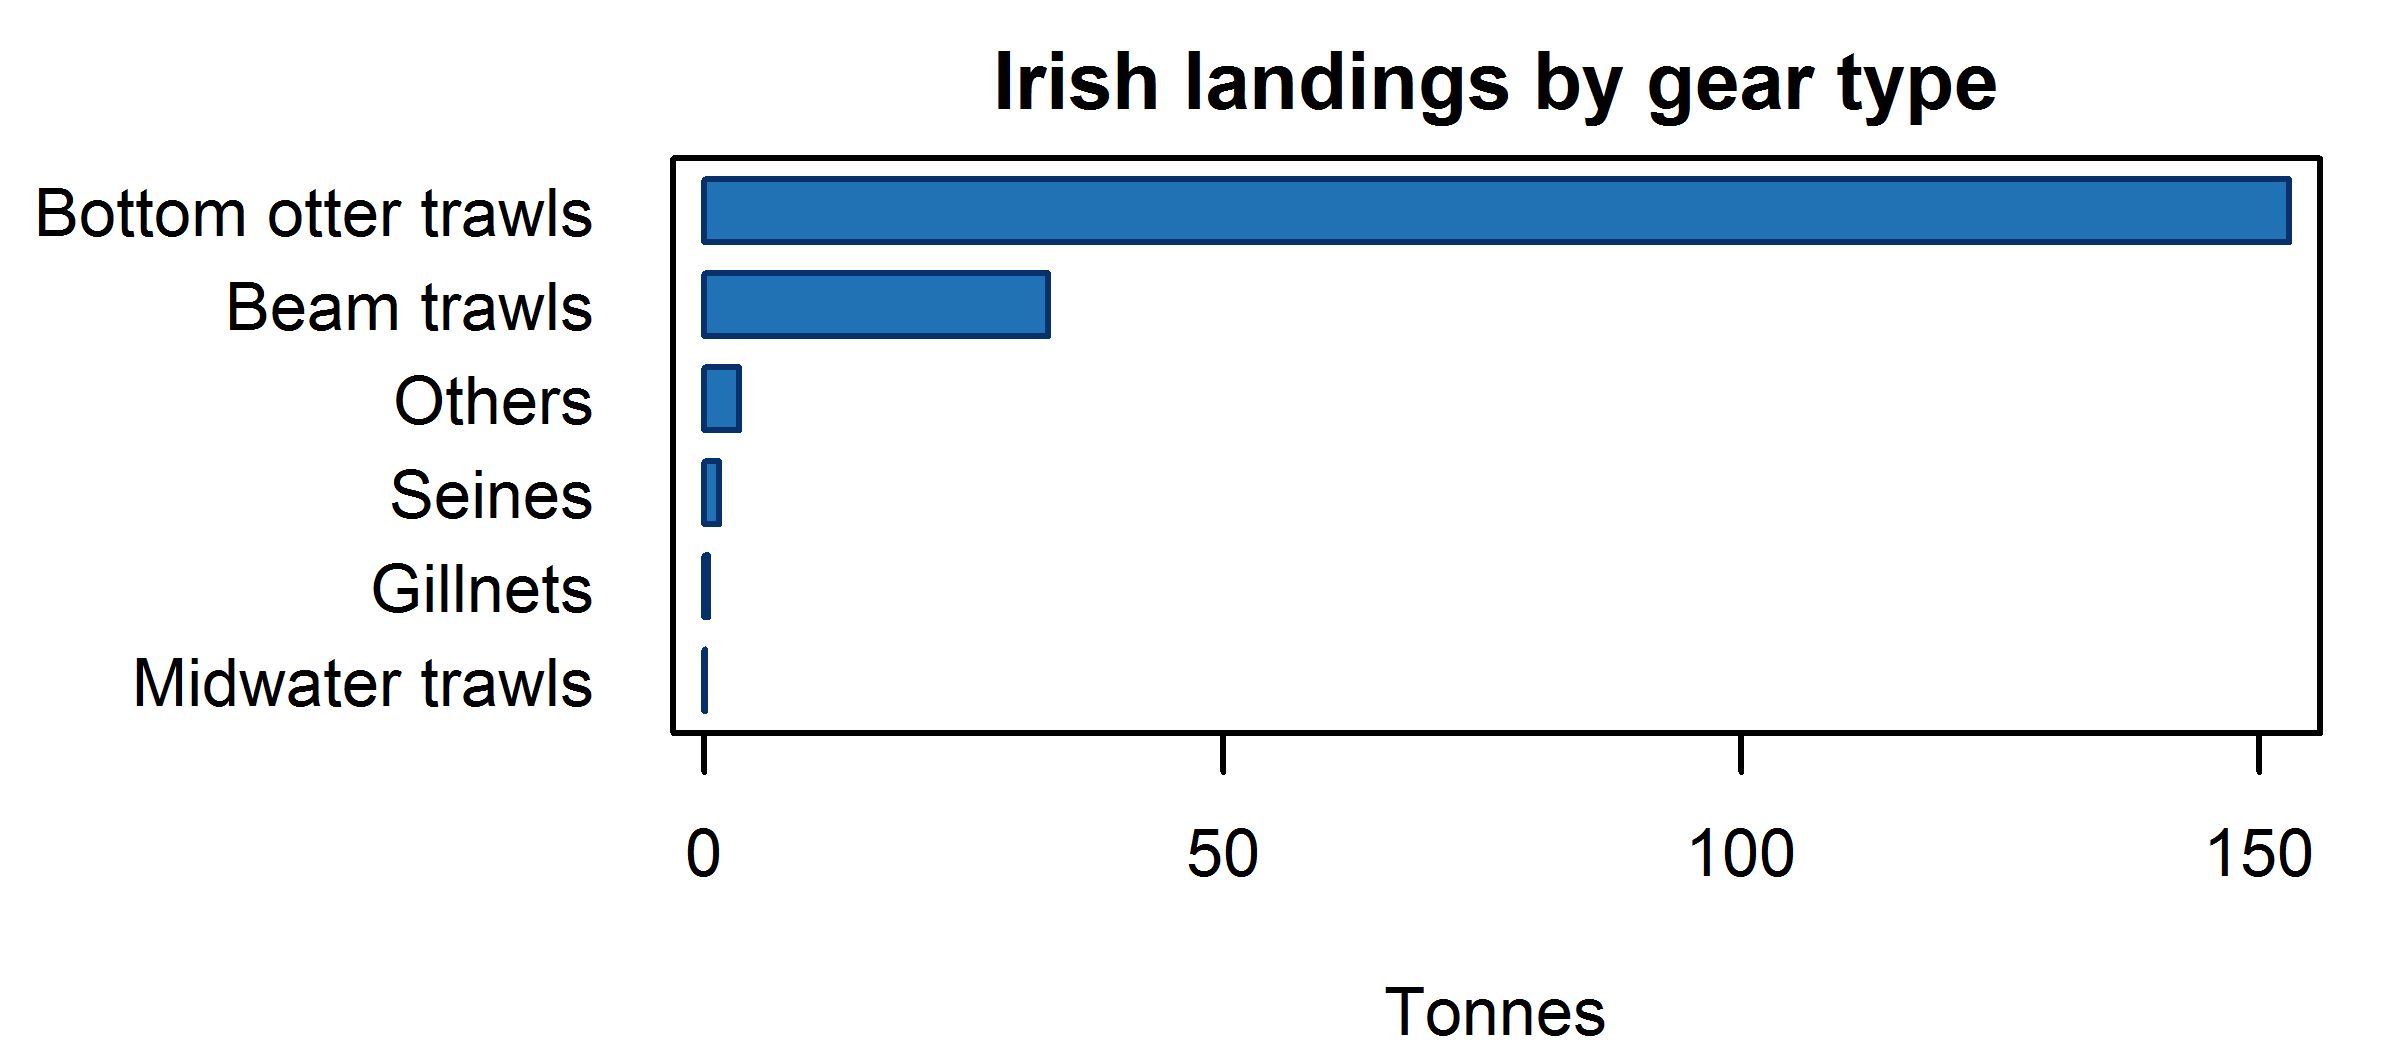 Irish landings by gear type
Bottom otter trawls
Beam trawls
Others
Seines
Gillnets
Midwater trawls
0 50 100 150
Tonnes